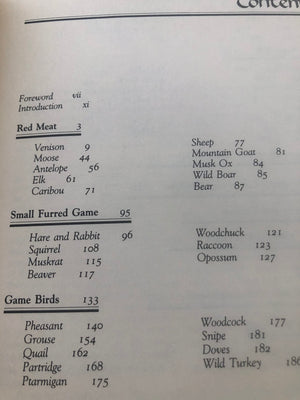 Foreword vii
Introduction xi
Red Meat 3
Venison 9
Moose 44
Antelope 56
Elk 61
Caribou 71
Sheep 77
Mountain Goat 81
Musk Ox 84
Wild Boar 85
Bear 87
Small Furred Game 95
Hare and Rabbit 96
Squirrel 108
Muskrat 115
Beaver 117
Woodchuck 121
Raccoon 123
Opossum 127
Game Birds 133
Pheasant 140
Grouse 154
Quail 162
Partridge 168
Ptarmigan 175
Woodcock 177
Snipe 181
Doves 182
Wild Turkey